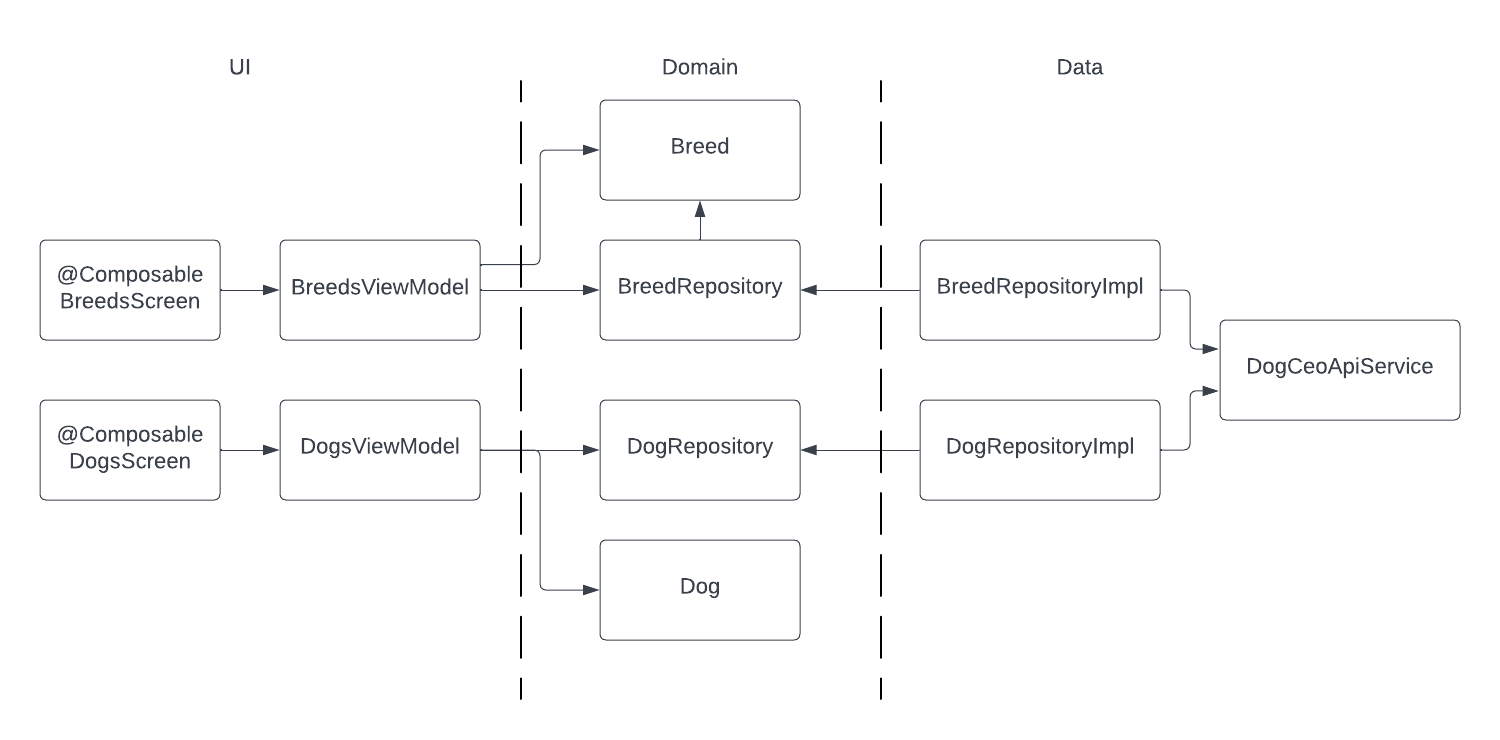 UI
Domain
Data
Breed
@Composable
BreedsScreen
BreedsViewModel
BreedRepository
BreedRepositoryImpl
DogCeoApiService
@Composable
DogsScreen
DogsViewModel
DogRepository
DogRepositoryImpl
Dog